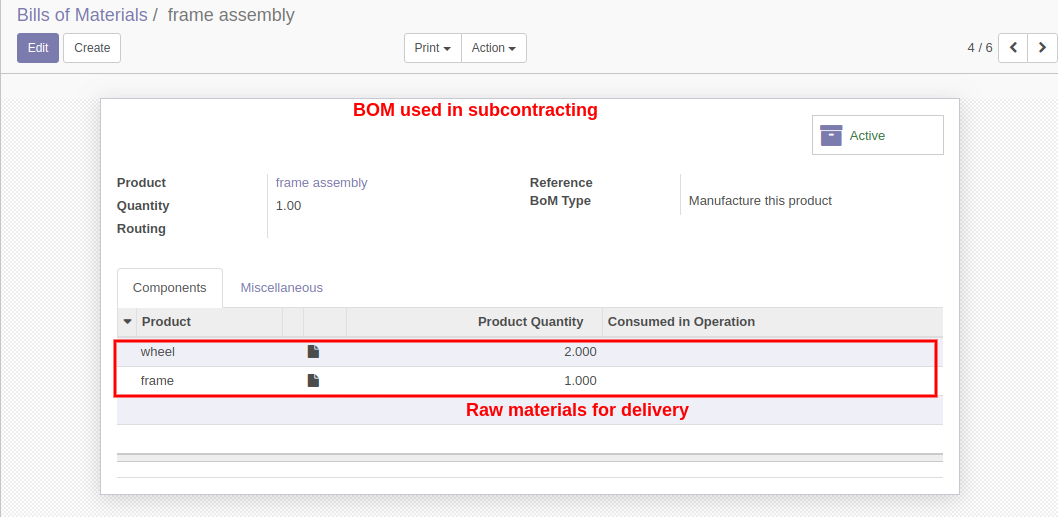 Bills of Materials / frame assembly
Edit Create Print Action 4 / 6
BOM used in subcontracting
Active
Product frame assembly
Quantity 1.00
Routing
Reference
BoM Type Manufacture this product
Components Miscellaneous
Product Product Quantity Consumed in Operation
wheel 2.000
frame 1.000
Raw materials for delivery